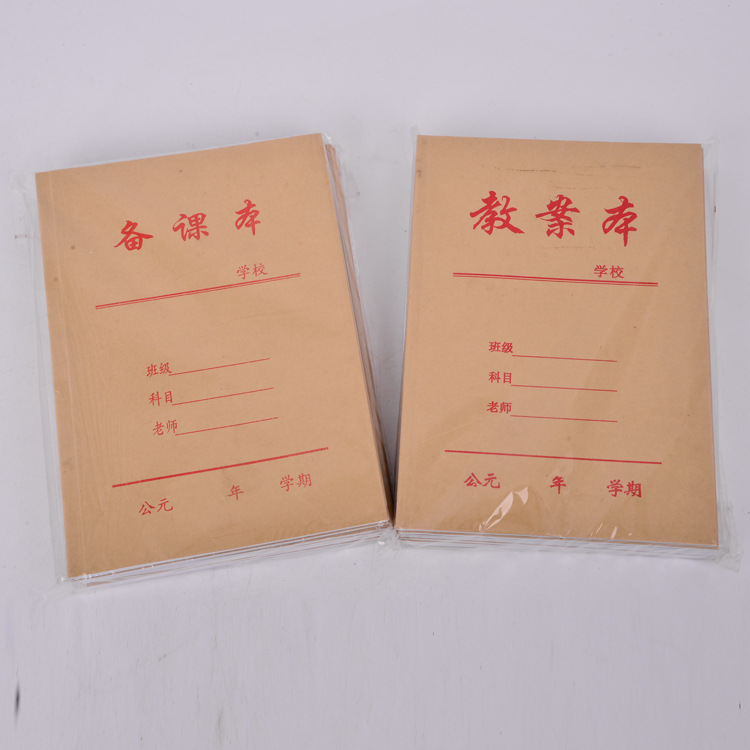 备课本
学校
班级
科目
老师
公元 年 学期
教案本
学校
班级
科目
老师
公元 年 学期